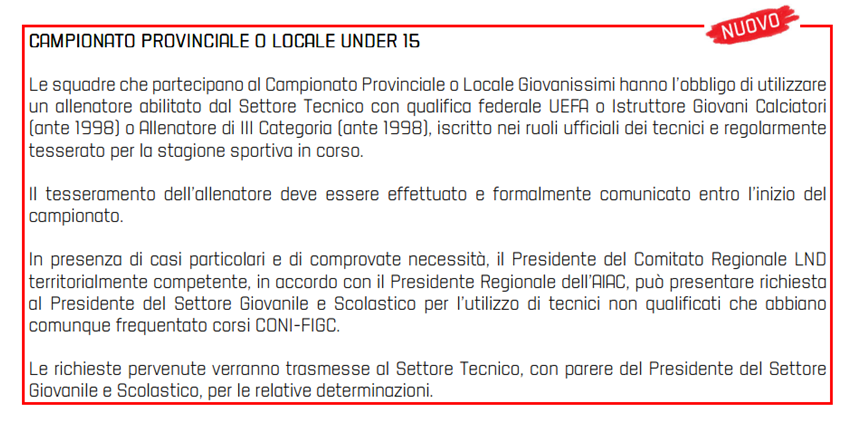 NUOVO
CAMPIONATO PROVINCIALE O LOCALE UNDER 15
Le squadre che partecipano al Campionato Provinciale o Locale Giovanissimi hanno l'obbligo di utilizzare
un allenatore abilitato dal Settore Tecnico con qualifica federale UEFA o Istruttore Giovani Calciatori
(ante 1998) o Allenatore di III Categoria (ante 1998), iscritto nei ruoli ufficiali dei tecnici e regolarmente
tesserato per la stagione sportiva in corso.
Il tesseramento dell'allenatore deve essere effettuato e formalmente comunicato entro l'inizio del
campionato.
In presenza di casi particolari e di comprovate necessità, il Presidente del Comitato Regionale LND
territorialmente competente, in accordo con il Presidente Regionale dell'AIAC, può presentare richiesta
al Presidente del Settore Giovanile e Scolastico per l'utilizzo di tecnici non qualificati che abbiano
comunque frequentato corsi CONI-FIGC.
Le richieste pervenute verranno trasmesse al Settore Tecnico, con parere del Presidente del Settore
Giovanile e Scolastico, per le relative determinazioni.